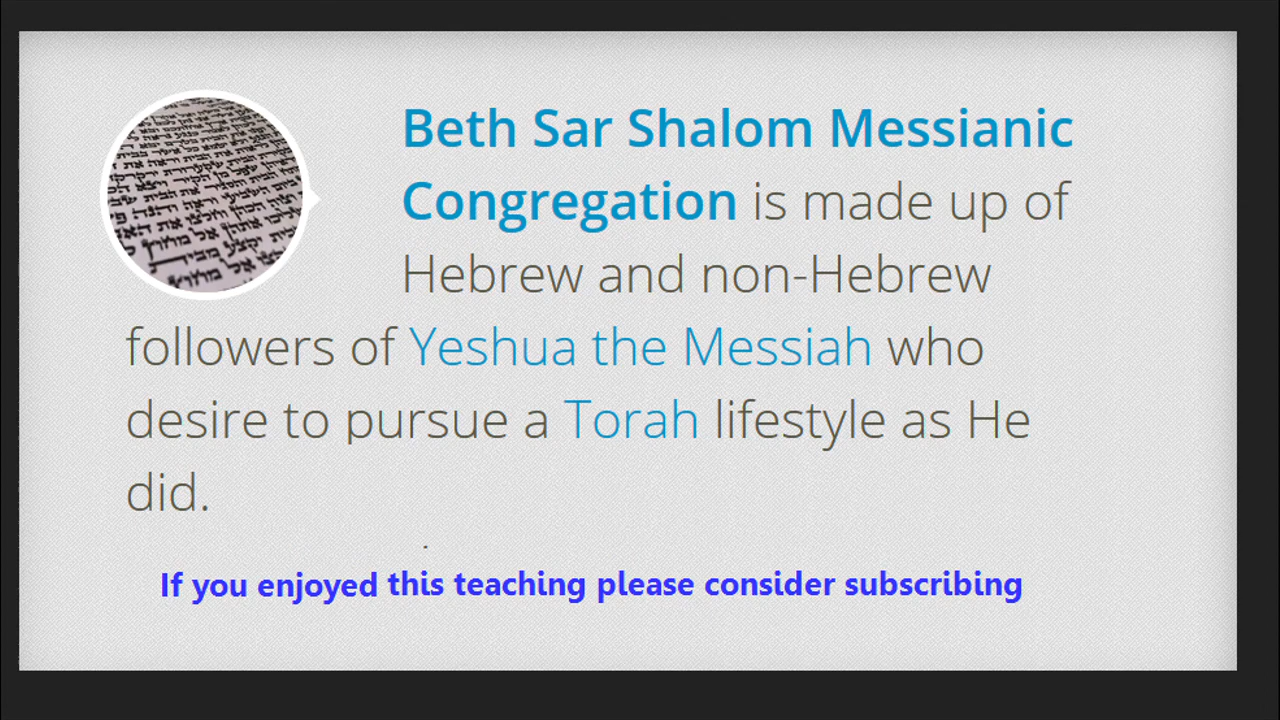 Beth Sar Shalom Messianic
Congregation is made up of
Hebrew and non-Hebrew
followers of Yeshua the Messiah who
desire to pursue a Torah lifestyle as He
did.
If you enjoyed this teaching please consider subscribing